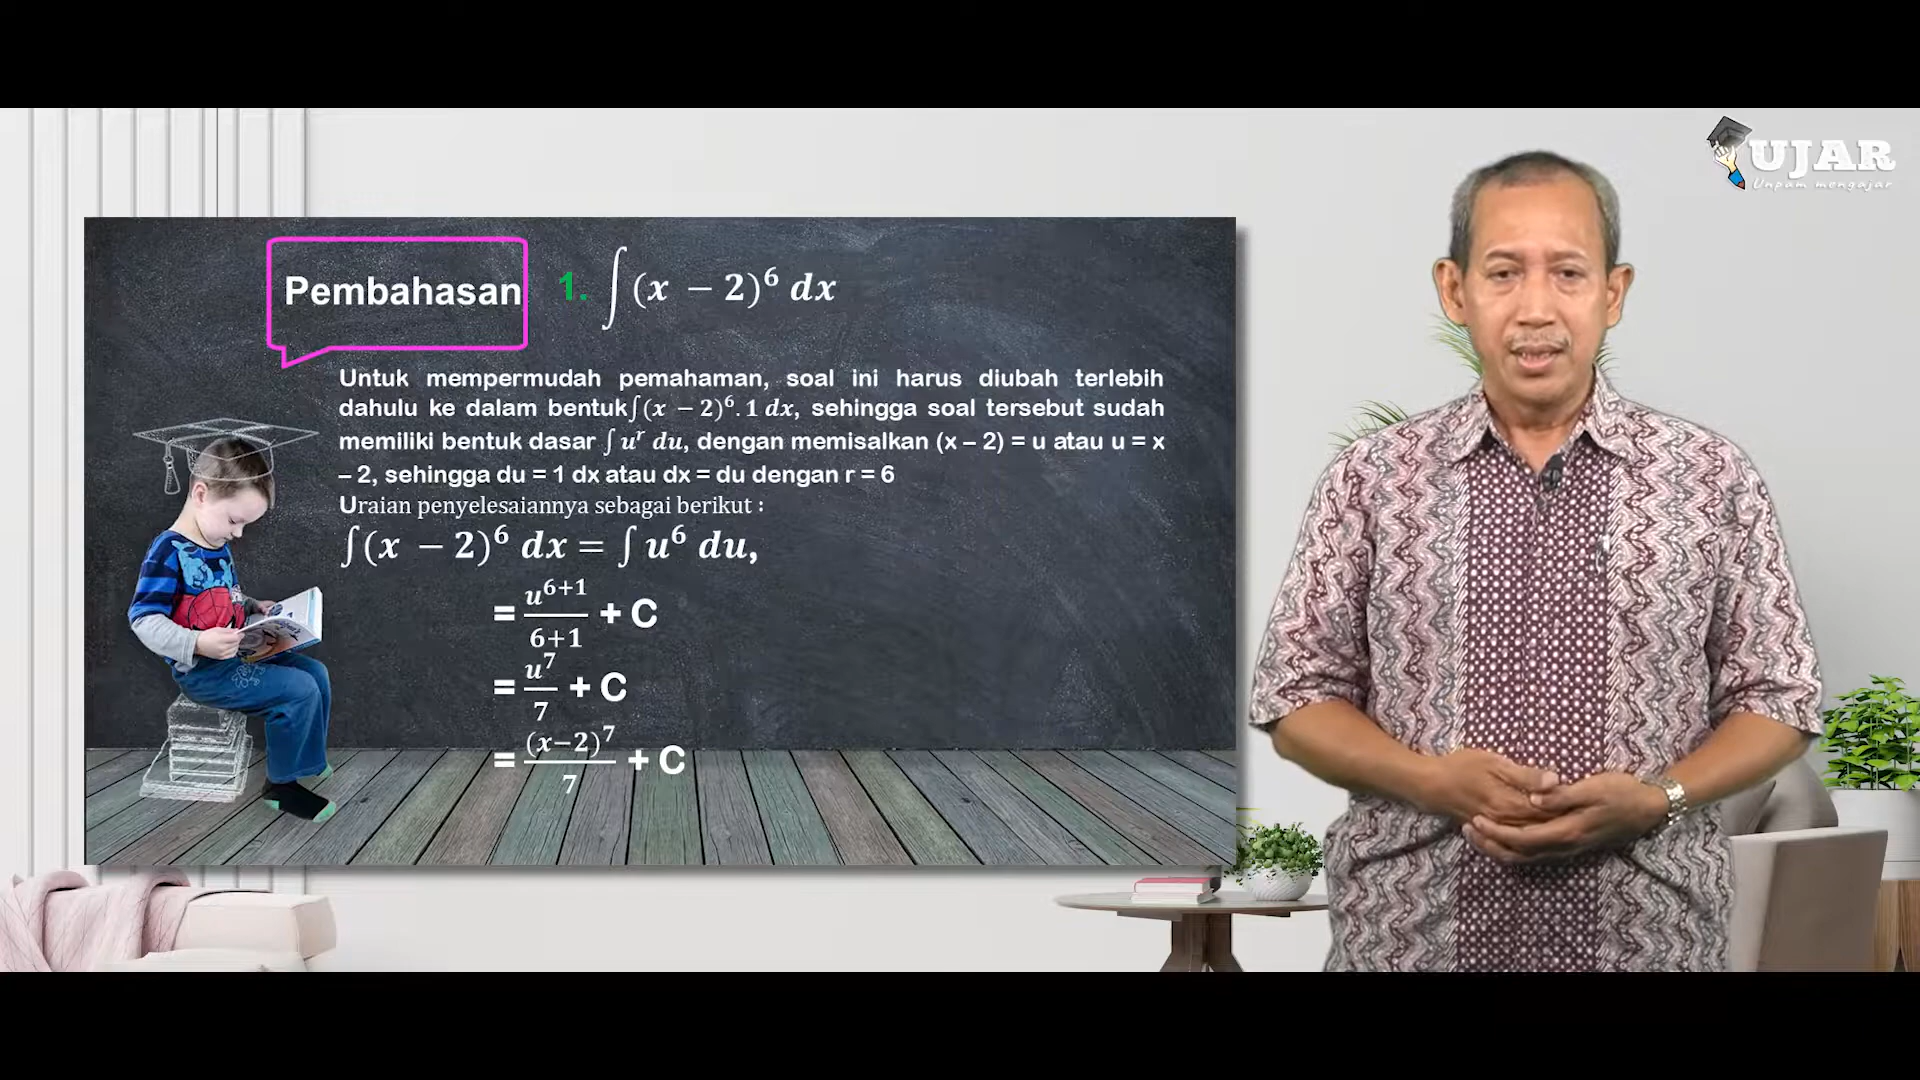 UJAR
Unpam mengajar
Pembahasan
1. ∫(x − 2)⁶ dx
Untuk mempermudah pemahaman, soal ini harus diubah terlebih
dahulu ke dalam bentuk∫(x − 2)⁶. 1 dx, sehingga soal tersebut sudah
memiliki bentuk dasar ∫uʳ du, dengan memisalkan (x – 2) = u atau u = x
– 2, sehingga du = 1 dx atau dx = du dengan r = 6
Uraian penyelesaiannya sebagai berikut :
∫(x − 2)⁶ dx = ∫u⁶ du,
= u⁶⁺¹/6+1 + C
= u⁷/7 + C
= (x−2)⁷/7 + C